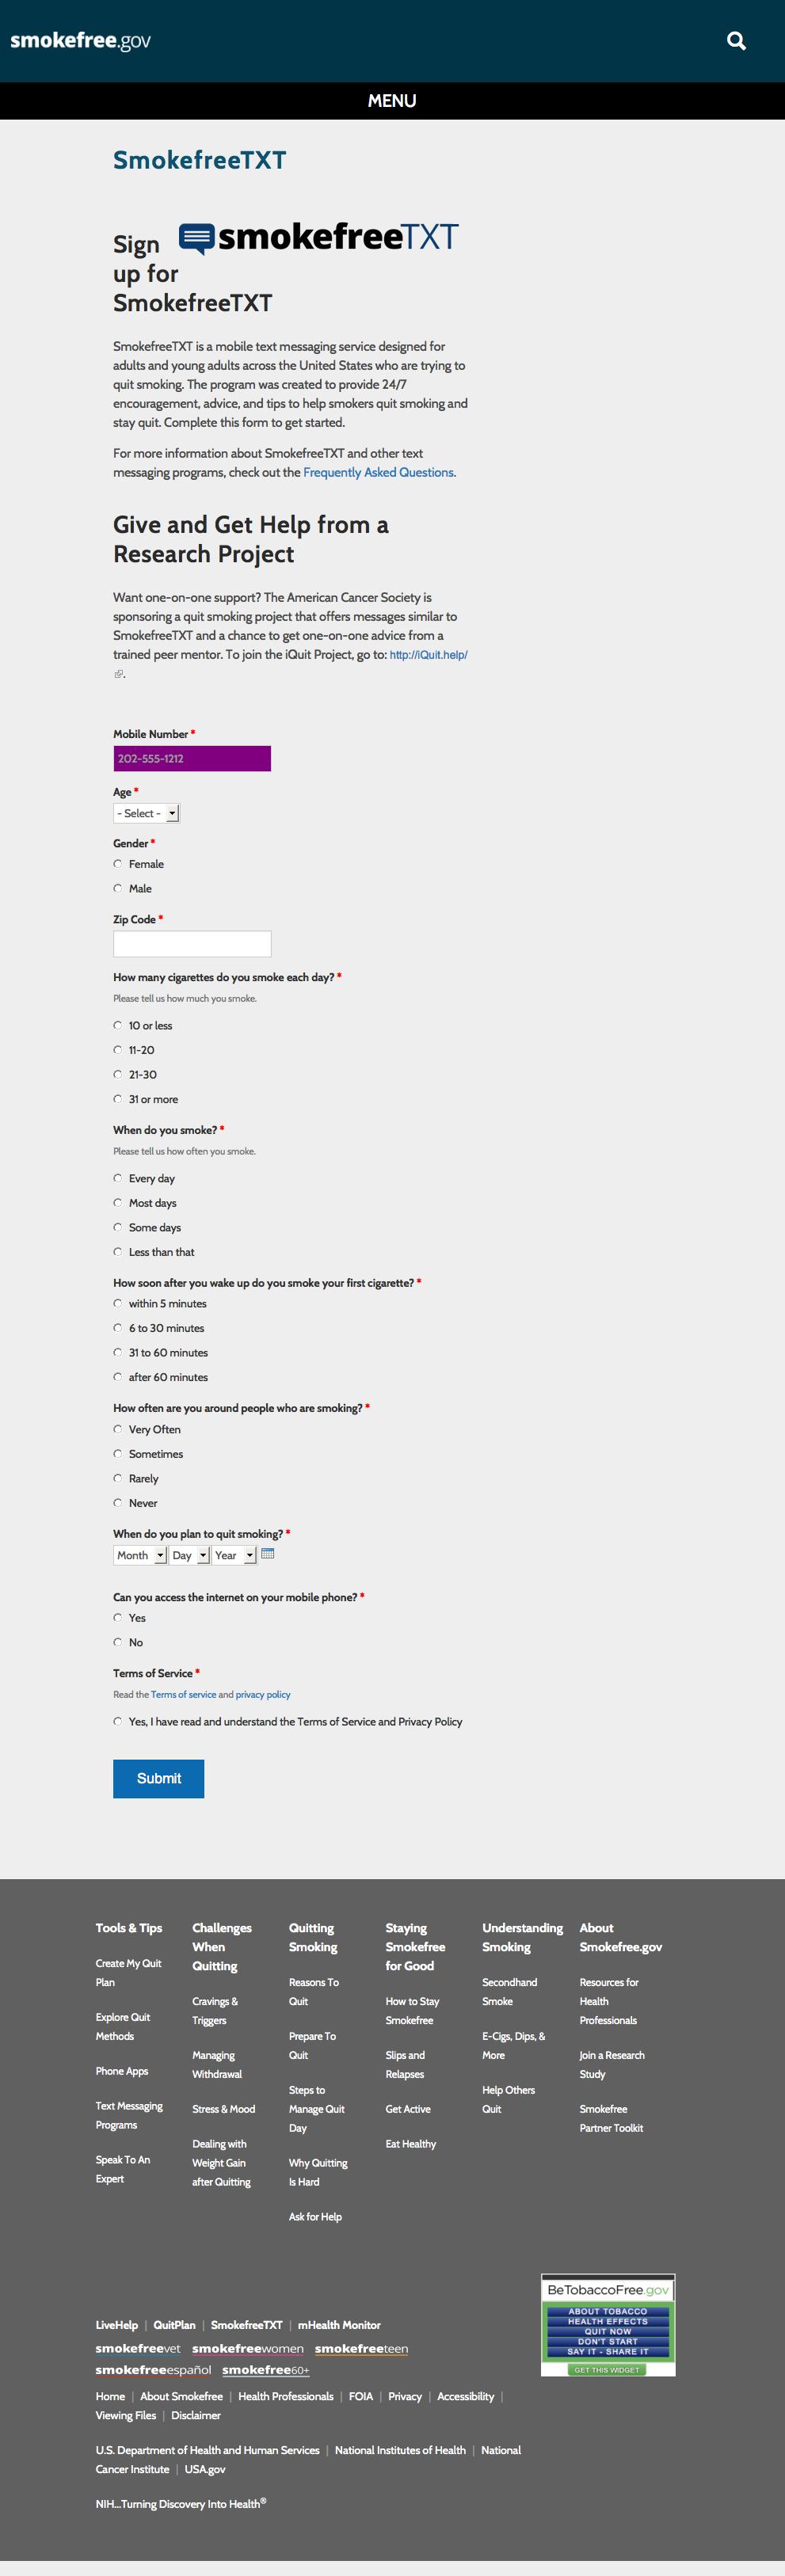 smokefree.gov
MENU
SmokefreeTXT
smokefreeTXT
Sign
up for
SmokefreeTXT
SmokefreeTXT is a mobile text messaging service designed for
adults and young adults across the United States who are trying to
quit smoking. The program was created to provide 24/7
encouragement, advice, and tips to help smokers quit smoking and
stay quit. Complete this form to get started.
For more information about SmokefreeTXT and other text
messaging programs, check out the Frequently Asked Questions.
Give and Get Help from a
Research Project
Want one-on-one support? The American Cancer Society is
sponsoring a quit smoking project that offers messages similar to
SmokefreeTXT and a chance to get one-on-one advice from a
trained peer mentor. To join the iQuit Project, go to: http://iQuit.help/
.
Mobile Number *
202-555-1212
Age *
- Select -
Gender *
Female
Male
Zip Code *
How many cigarettes do you smoke each day? *
Please tell us how much you smoke.
10 or less
11-20
21-30
31 or more
When do you smoke? *
Please tell us how often you smoke.
Every day
Most days
Some days
Less than that
How soon after you wake up do you smoke your first cigarette? *
within 5 minutes
6 to 30 minutes
31 to 60 minutes
after 60 minutes
How often are you around people who are smoking? *
Very Often
Sometimes
Rarely
Never
When do you plan to quit smoking? *
Month Day Year
Can you access the internet on your mobile phone? *
Yes
No
Terms of Service *
Read the Terms of service and privacy policy
Yes, I have read and understand the Terms of Service and Privacy Policy
Submit
Tools & Tips
Create My Quit
Plan
Explore Quit
Methods
Phone Apps
Text Messaging
Programs
Speak To An
Expert
Challenges
When
Quitting
Cravings &
Triggers
Managing
Withdrawal
Stress & Mood
Dealing with
Weight Gain
after Quitting
Quitting
Smoking
Reasons To
Quit
Prepare To
Quit
Steps to
Manage Quit
Day
Why Quitting
Is Hard
Ask for Help
Staying
Smokefree
for Good
How to Stay
Smokefree
Slips and
Relapses
Get Active
Eat Healthy
Understanding
Smoking
Secondhand
Smoke
E-Cigs, Dips, &
More
Help Others
Quit
About
Smokefree.gov
Resources for
Health
Professionals
Join a Research
Study
Smokefree
Partner Toolkit
BeTobaccoFree.gov
ABOUT TOBACCO
HEALTH EFFECTS
QUIT NOW
DON'T START
SAY IT - SHARE IT
GET THIS WIDGET
LiveHelp | QuitPlan | SmokefreeTXT | mHealth Monitor
smokefreevet smokefreewomen smokefreeteen
smokefreeespañol smokefree60+
Home | About Smokefree | Health Professionals | FOIA | Privacy | Accessibility |
Viewing Files | Disclaimer
U.S. Department of Health and Human Services | National Institutes of Health | National
Cancer Institute | USA.gov
NIH...Turning Discovery Into Health®